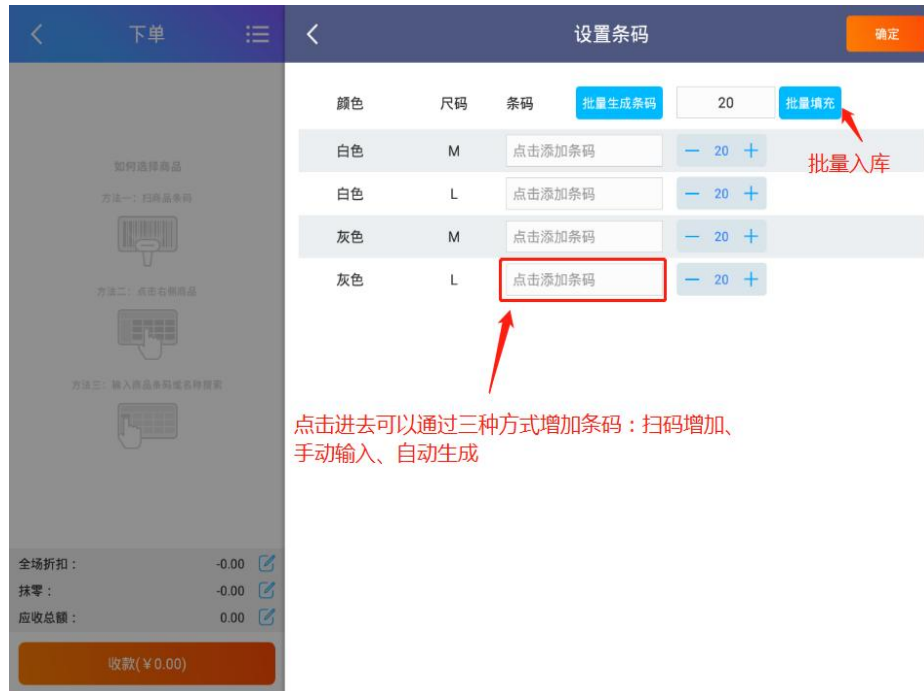 下单
设置条码
确定
如何选择商品
方法一：扫商品条码
方法二：点击右侧商品
方法三：输入商品条码或名称搜索
全场折扣： -0.00
抹零： -0.00
应收总额： 0.00
收款(￥0.00)
颜色 尺码 条码 批量生成条码 20 批量填充
白色 M 点击添加条码 － 20 ＋
白色 L 点击添加条码 － 20 ＋
灰色 M 点击添加条码 － 20 ＋
灰色 L 点击添加条码 － 20 ＋
批量入库
点击进去可以通过三种方式增加条码：扫码增加、
手动输入、自动生成